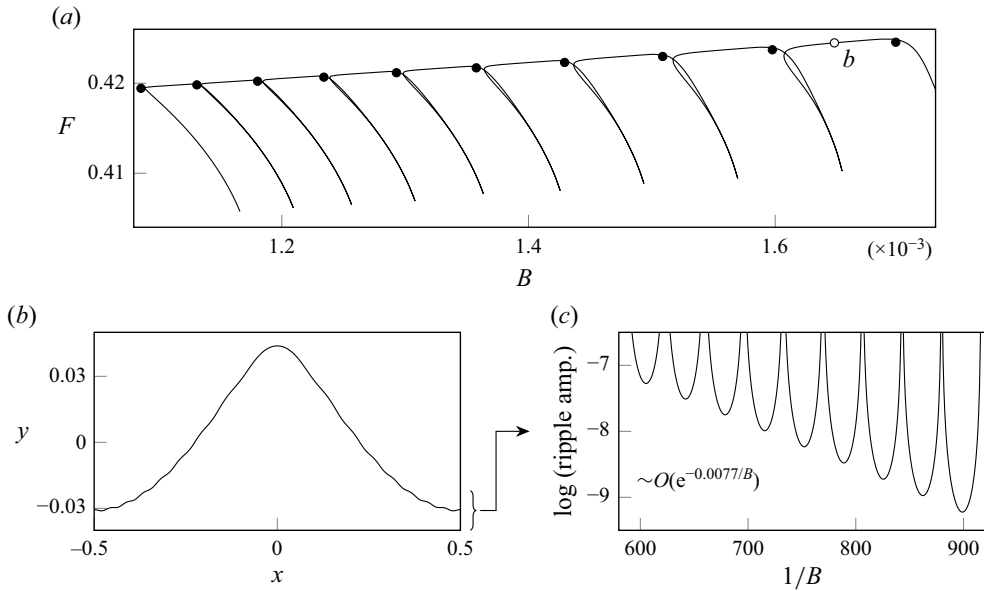 (a)
0.42
F
0.41
b
1.2
1.4
1.6
(×10−3)
B
(b)
0.03
y
0
−0.03
−0.5
0
0.5
x
(c)
−7
log (ripple amp.)
−8
−9
∼O(e−0.0077/B)
600
700
800
900
1/B